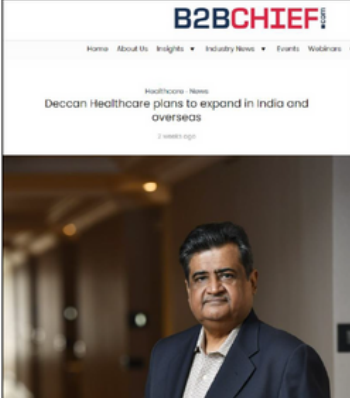 B2BCHIEF.com
Home About Us Insights ▾ Industry News ▾ Events Webinars
Healthcare - News
Deccan Healthcare plans to expand in India and
overseas
2 weeks ago